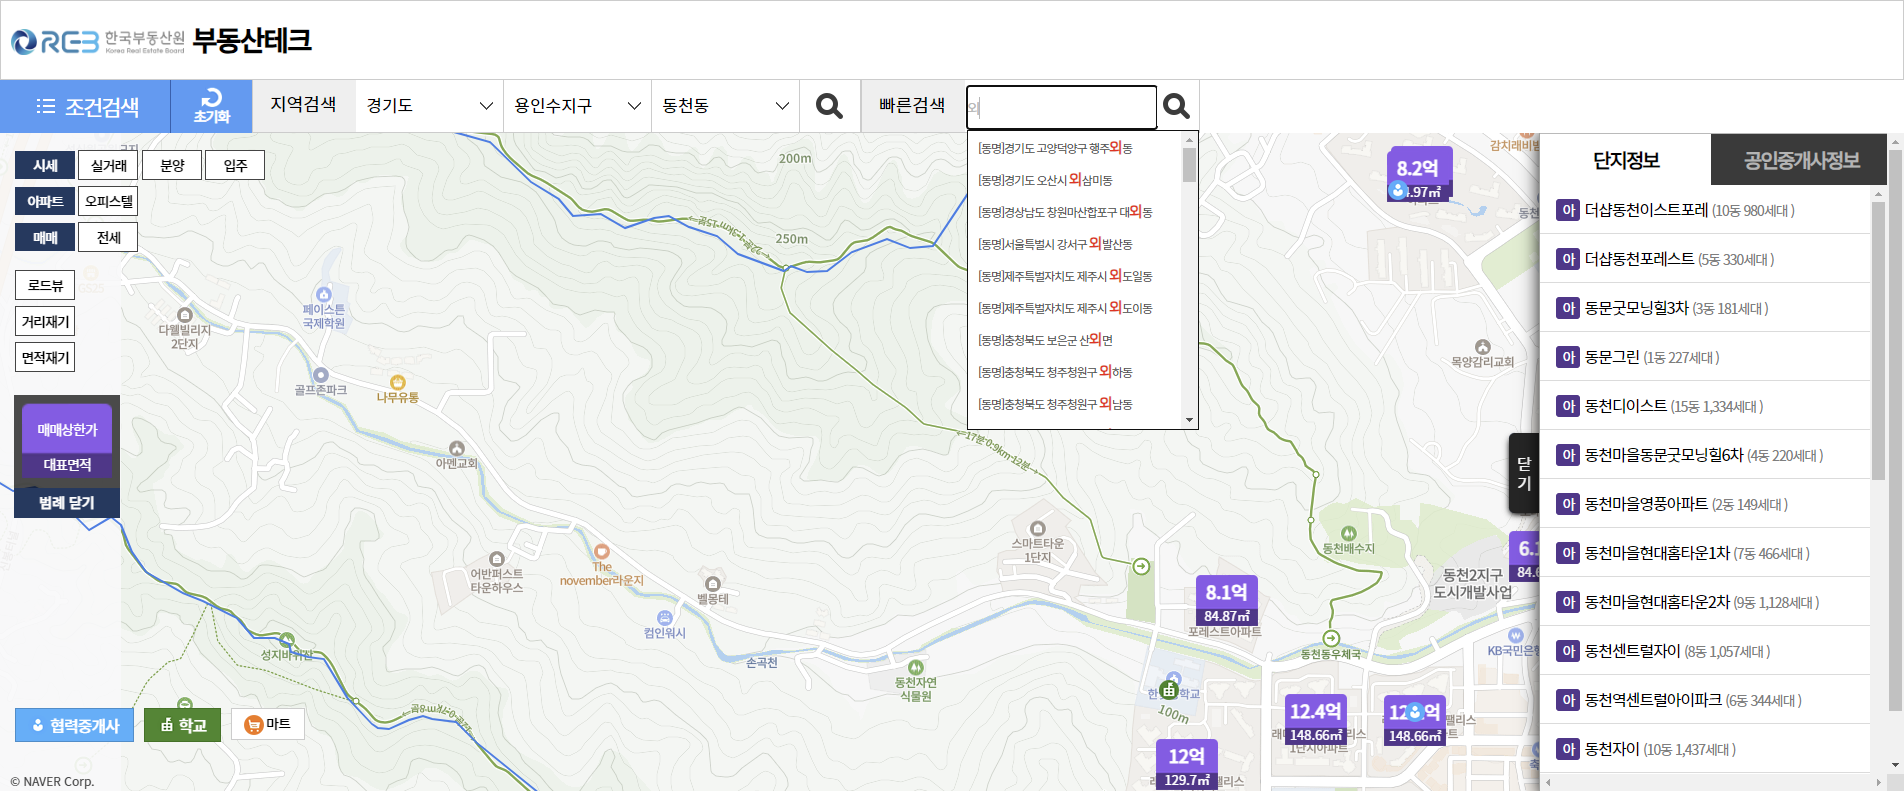 REB 한국부동산원 부동산테크
Korea Real Estate Board
조건검색
초기화
지역검색
경기도
용인수지구
동천동
빠른검색
외
[동명]경기도 고양덕양구 행주외동
[동명]경기도 오산시 외삼미동
[동명]경상남도 창원마산합포구 대외동
[동명]서울특별시 강서구 외발산동
[동명]제주특별자치도 제주시 외도일동
[동명]제주특별자치도 제주시 외도이동
[동명]충청북도 보은군 산외면
[동명]충청북도 청주청원구 외하동
[동명]충청북도 청주청원구 외남동
시세
실거래
분양
입주
아파트
오피스텔
매매
전세
로드뷰
거리재기
면적재기
매매상한가
대표면적
범례 닫기
협력중개사
학교
마트
© NAVER Corp.
200m
250m
페이스튼
국제학원
다웰빌리지
2단지
골프존파크
나무유통
아멘교회
17분·0.9km·12분
어반퍼스트
타운하우스
The
november라운지
벨몽테
컴인워시
손곡천
성지바위산
동천자연
식물원
스마트타운
1단지
동천배수지
동천2지구
도시개발사업
8.1억
84.87㎡
포레스트아파트
동천동우체국
KB국민은행
100m
12.4억
148.66㎡
1단지아파트
148.66㎡
12억
129.7㎡
8.2억
목양감리교회
닫기
단지정보
공인중개사정보
아 더샵동천이스트포레 (10동 980세대 )
아 더샵동천포레스트 (5동 330세대 )
아 동문굿모닝힐3차 (3동 181세대 )
아 동문그린 (1동 227세대 )
아 동천디이스트 (15동 1,334세대 )
아 동천마을동문굿모닝힐6차 (4동 220세대 )
아 동천마을영풍아파트 (2동 149세대 )
아 동천마을현대홈타운1차 (7동 466세대 )
아 동천마을현대홈타운2차 (9동 1,128세대 )
아 동천센트럴자이 (8동 1,057세대 )
아 동천역센트럴아이파크 (6동 344세대 )
아 동천자이 (10동 1,437세대 )